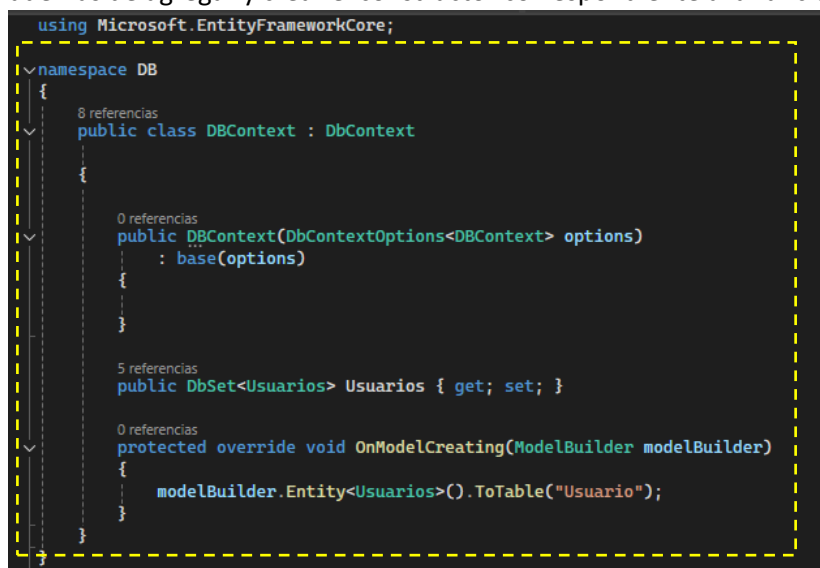 using Microsoft.EntityFrameworkCore;
namespace DB
{
8 referencias
public class DBContext : DbContext
{
0 referencias
public DBContext(DbContextOptions<DBContext> options)
: base(options)
{
}
5 referencias
public DbSet<Usuarios> Usuarios { get; set; }
0 referencias
protected override void OnModelCreating(ModelBuilder modelBuilder)
{
modelBuilder.Entity<Usuarios>().ToTable("Usuario");
}
}
}